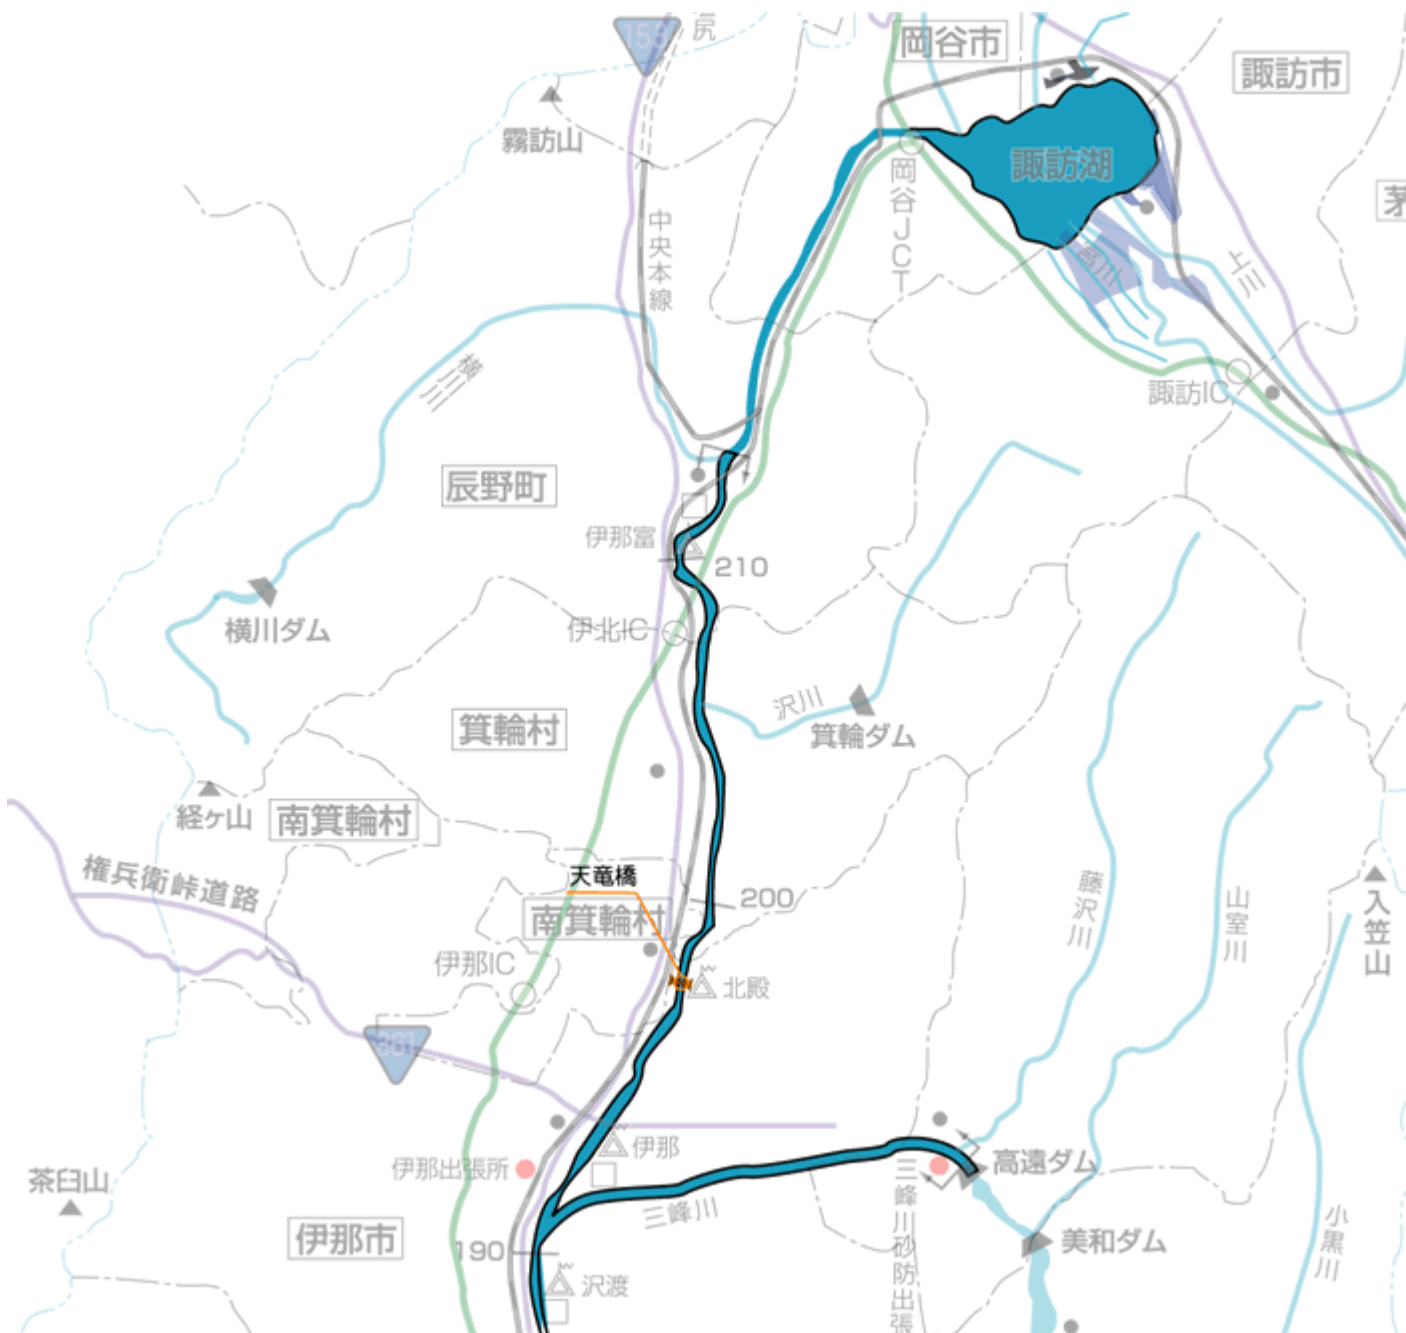 153
尻
岡谷市
諏訪市
霧訪山
諏訪湖
岡谷JCT
茅
中央本線
宮川
上川
横川
諏訪IC
辰野町
伊那富
210
横川ダム
伊北IC
沢川
箕輪村
箕輪ダム
経ヶ山
南箕輪村
権兵衛峠道路
天竜橋
200
南箕輪村
藤沢川
山室川
入笠山
伊那IC
北殿
361
伊那
伊那出張所
高遠ダム
茶臼山
三峰川
三峰川砂防出張
小黒川
伊那市
190
美和ダム
沢渡